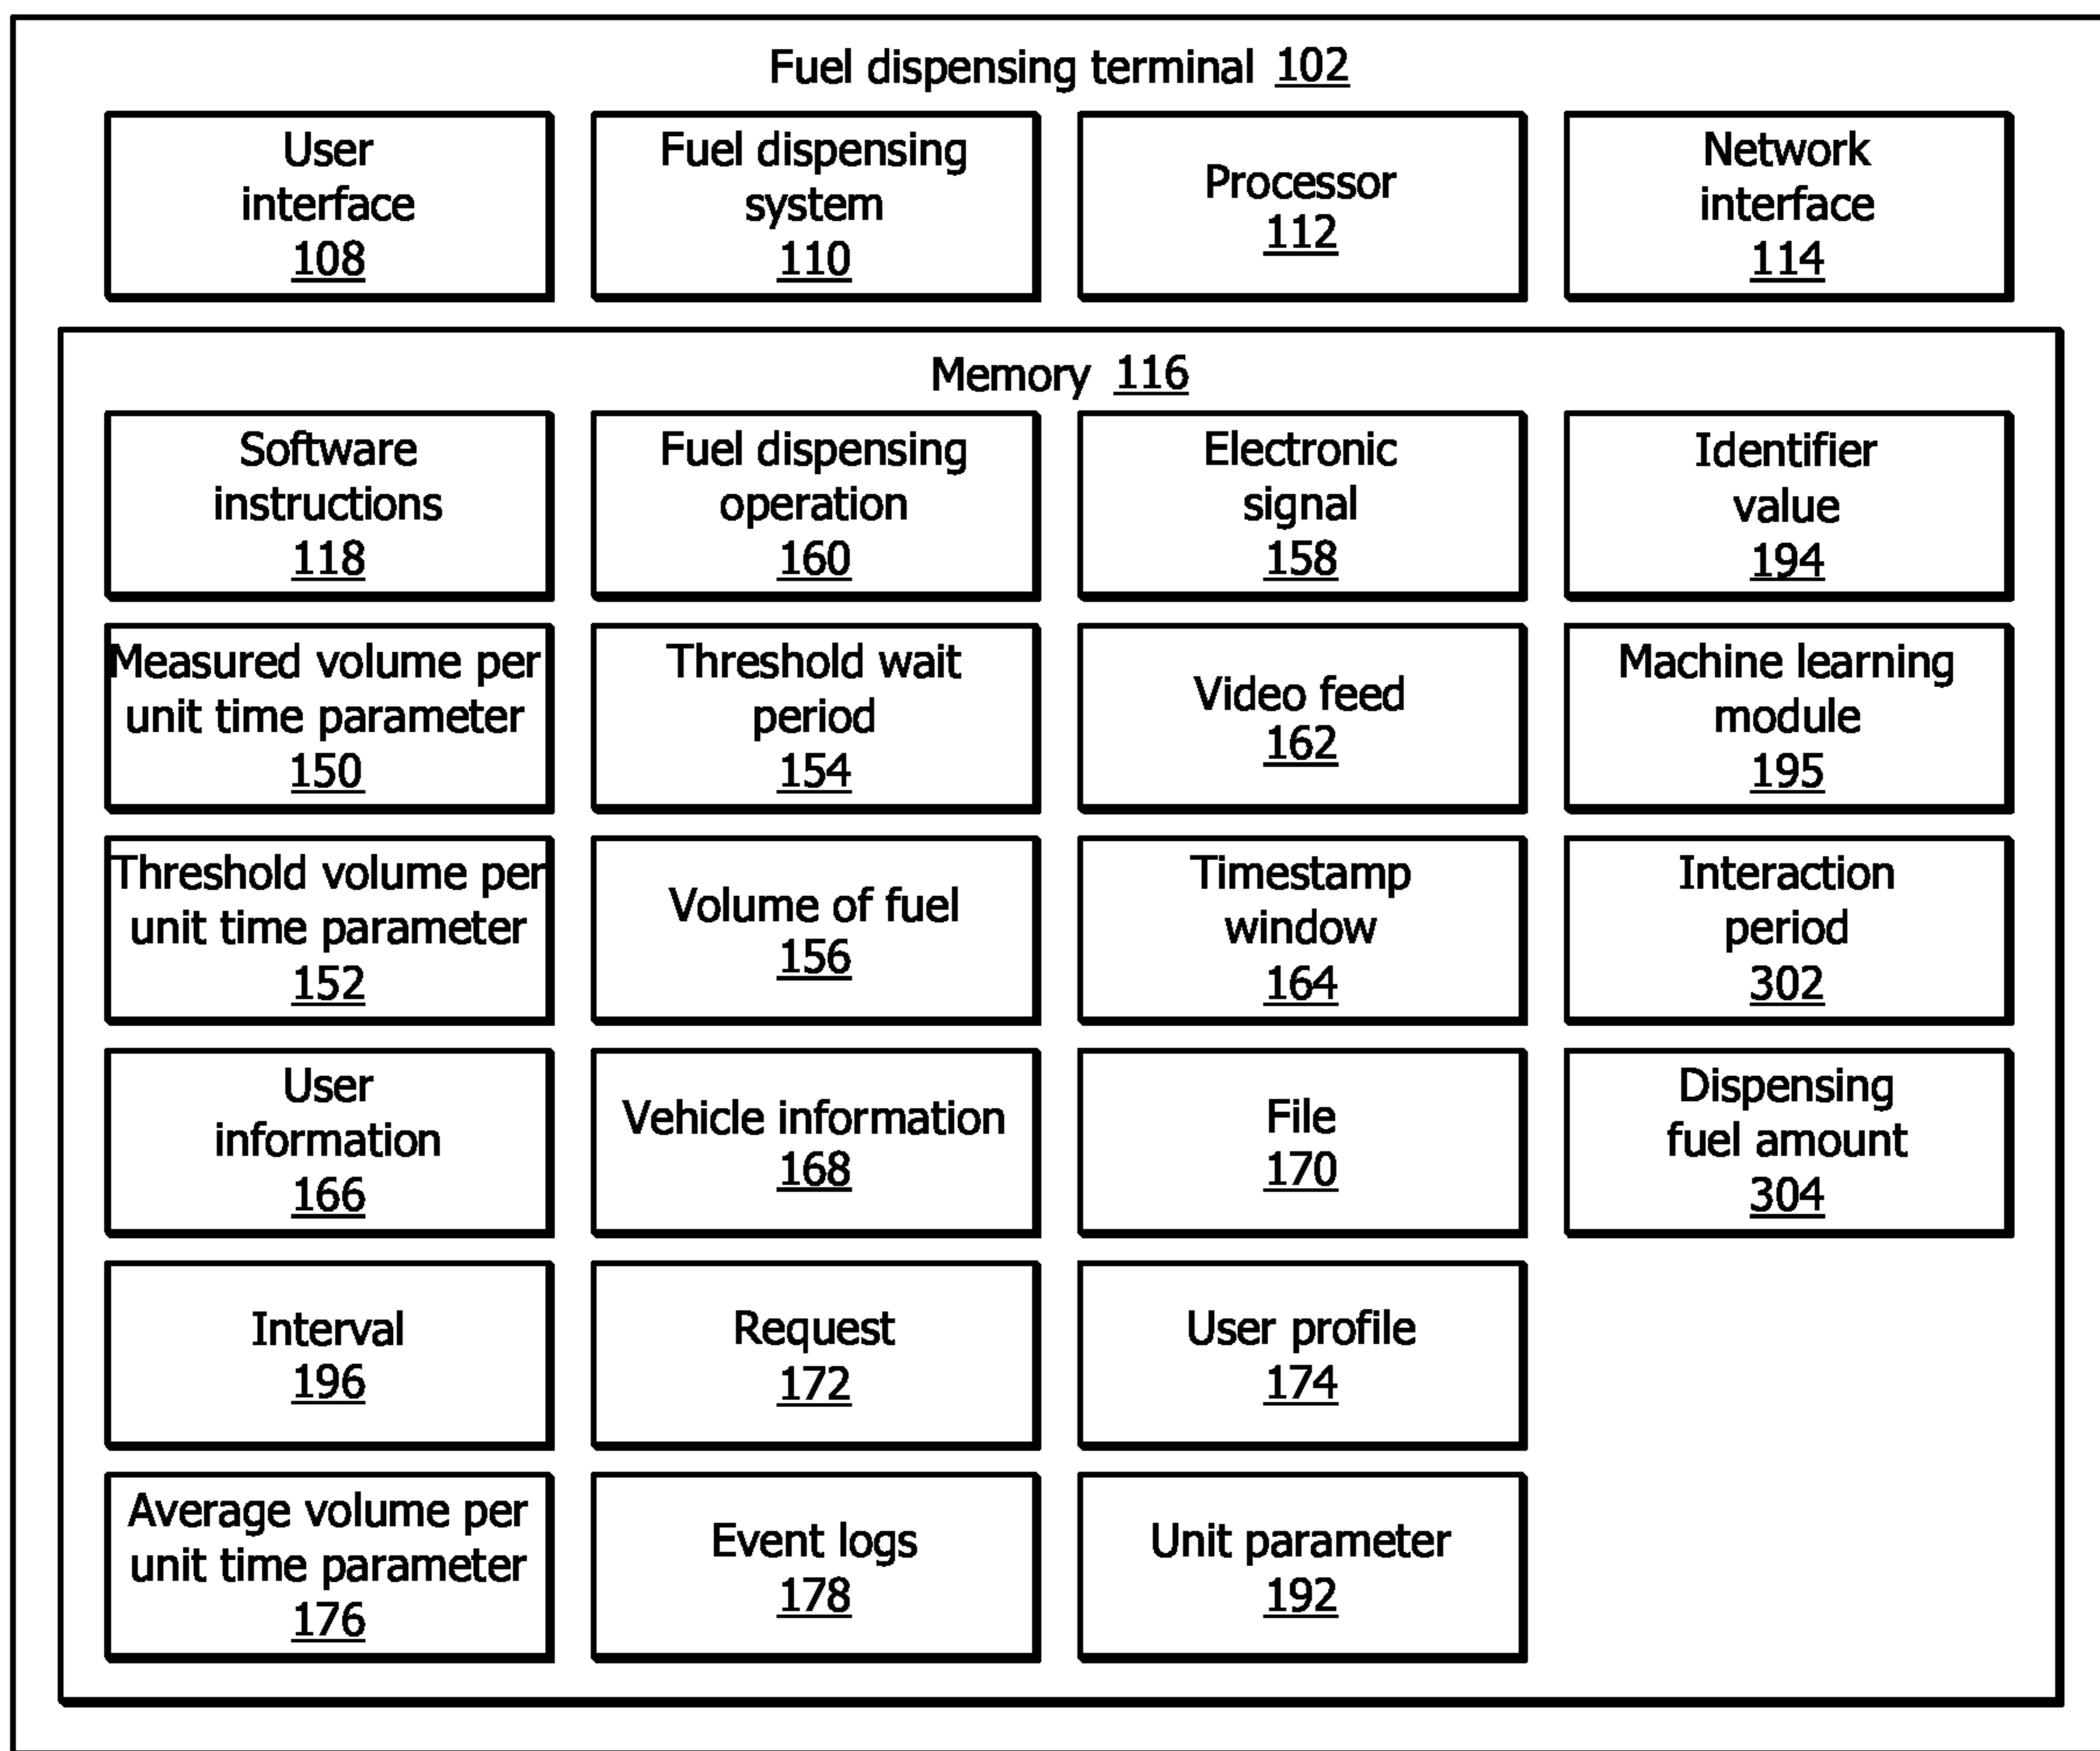 Fuel dispensing terminal 102
User
interface
108
Fuel dispensing
system
110
Processor
112
Network
interface
114
Memory 116
Software
instructions
118
Fuel dispensing
operation
160
Electronic
signal
158
Identifier
value
194
Measured volume per
unit time parameter
150
Threshold wait
period
154
Video feed
162
Machine learning
module
195
Threshold volume per
unit time parameter
152
Volume of fuel
156
Timestamp
window
164
Interaction
period
302
User
information
166
Vehicle information
168
File
170
Dispensing
fuel amount
304
Interval
196
Request
172
User profile
174
Average volume per
unit time parameter
176
Event logs
178
Unit parameter
192